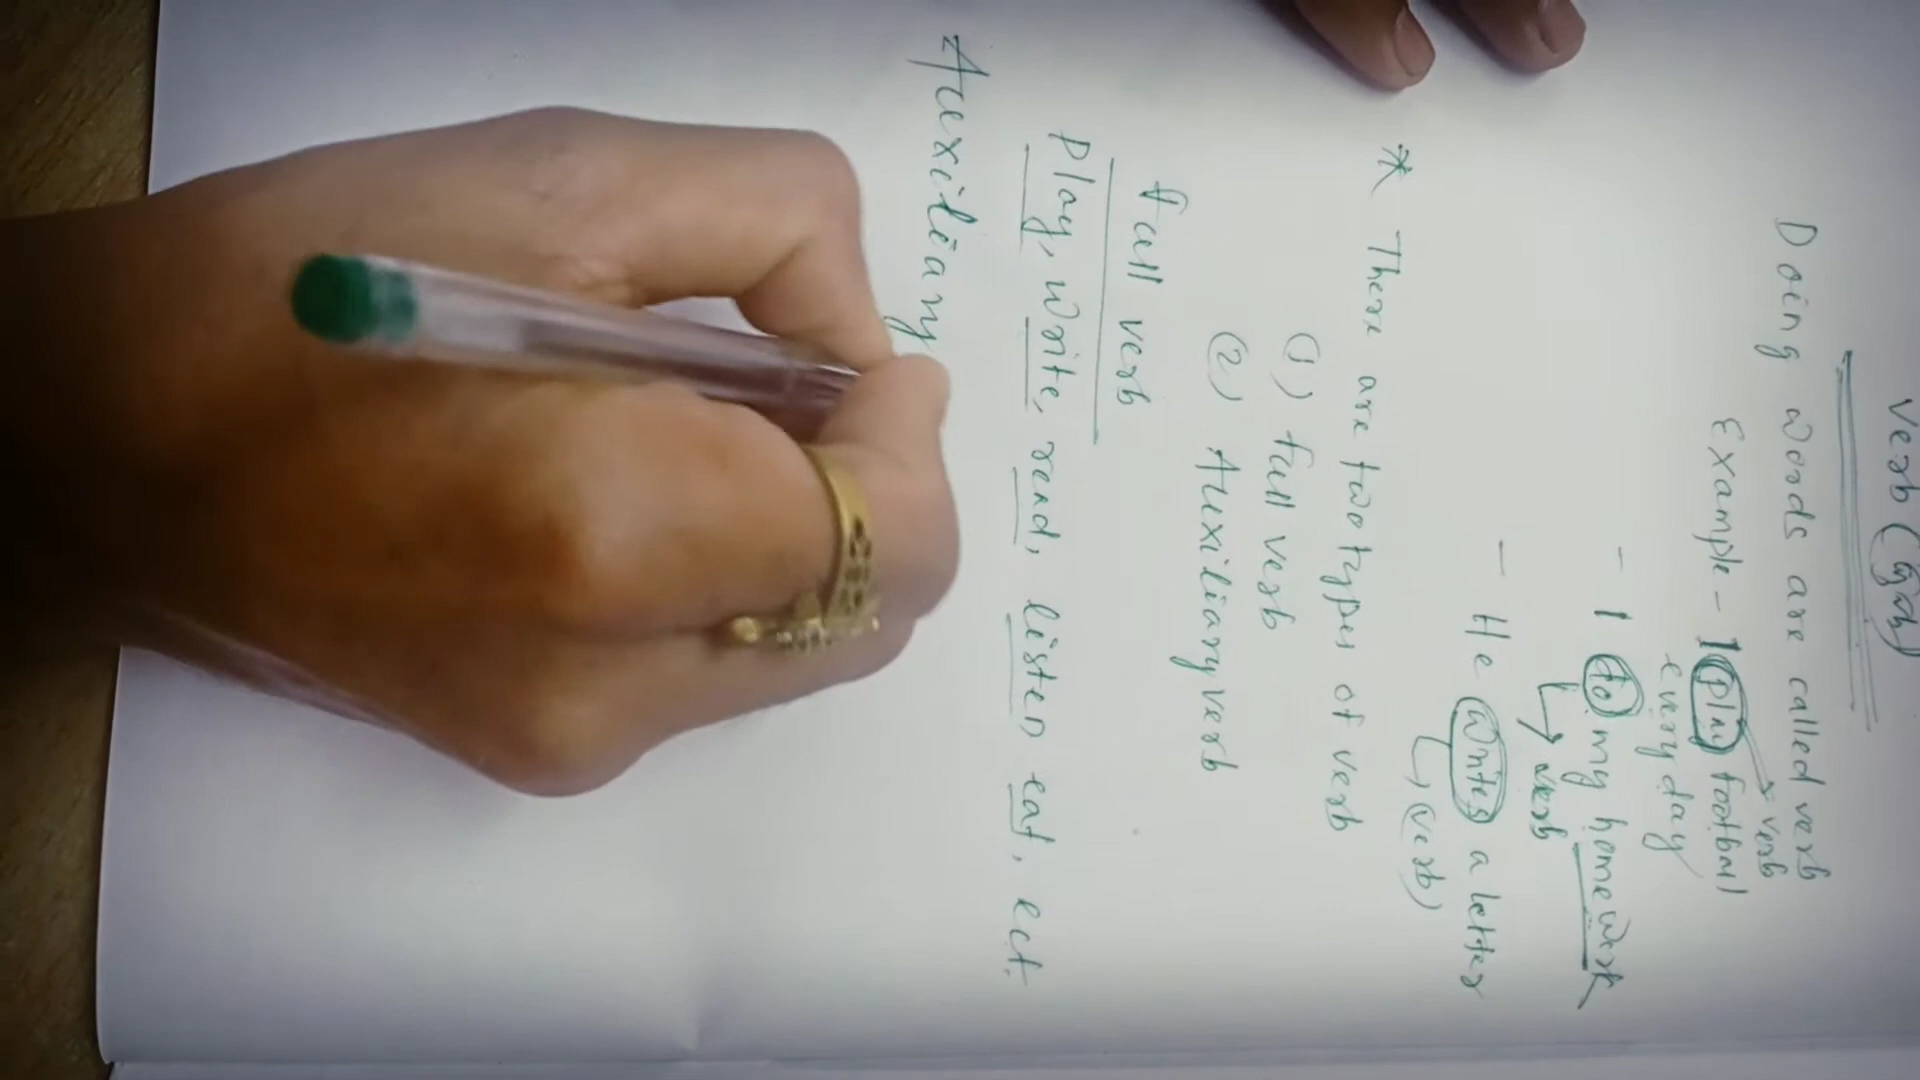 Verb
Doing words are called verb
Example - I play football
→ verb
every day
- I do my homework
→ verb
- He writes a letter
→ (verb)
* There are two types of verb
(1) full verb
(2) Auxiliary verb
full verb
Play, write, read, listen eat, ect.
Auxiliary